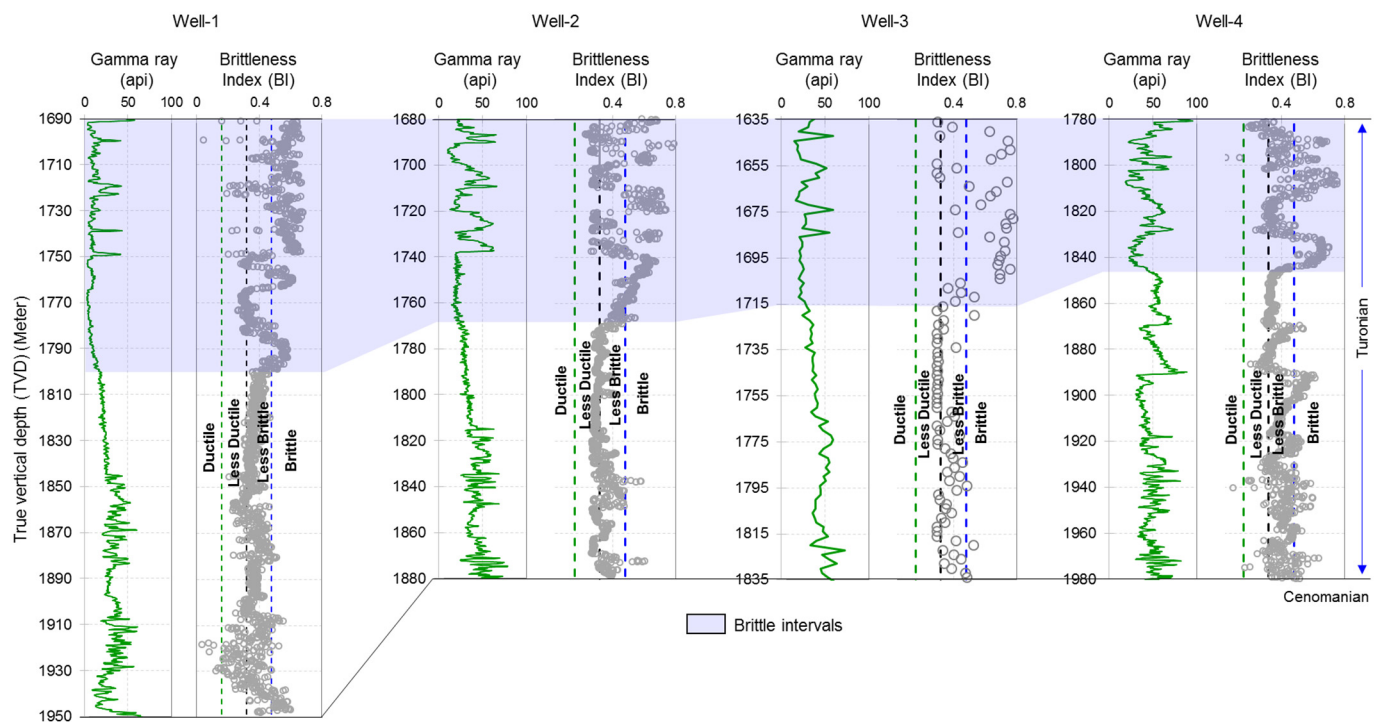 Well-1
Well-2
Well-3
Well-4
Gamma ray
(api)
Brittleness
Index (BI)
Gamma ray
(api)
Brittleness
Index (BI)
Gamma ray
(api)
Brittleness
Index (BI)
Gamma ray
(api)
Brittleness
Index (BI)
0 50 100
0 0.4 0.8
0 50 100
0 0.4 0.8
0 50 100
0 0.4 0.8
0 50 100
0 0.4 0.8
True vertical depth (TVD) (Meter)
1690
1710
1730
1750
1770
1790
1810
1830
1850
1870
1890
1910
1930
1950
Ductile
Less Ductile
Less Brittle
Brittle
1680
1700
1720
1740
1760
1780
1800
1820
1840
1860
1880
Ductile
Less Ductile
Less Brittle
Brittle
1635
1655
1675
1695
1715
1735
1755
1775
1795
1815
1835
Ductile
Less Ductile
Less Brittle
Brittle
1780
1800
1820
1840
1860
1880
1900
1920
1940
1960
1980
Ductile
Less Ductile
Less Brittle
Brittle
Turonian
Cenomanian
Brittle intervals